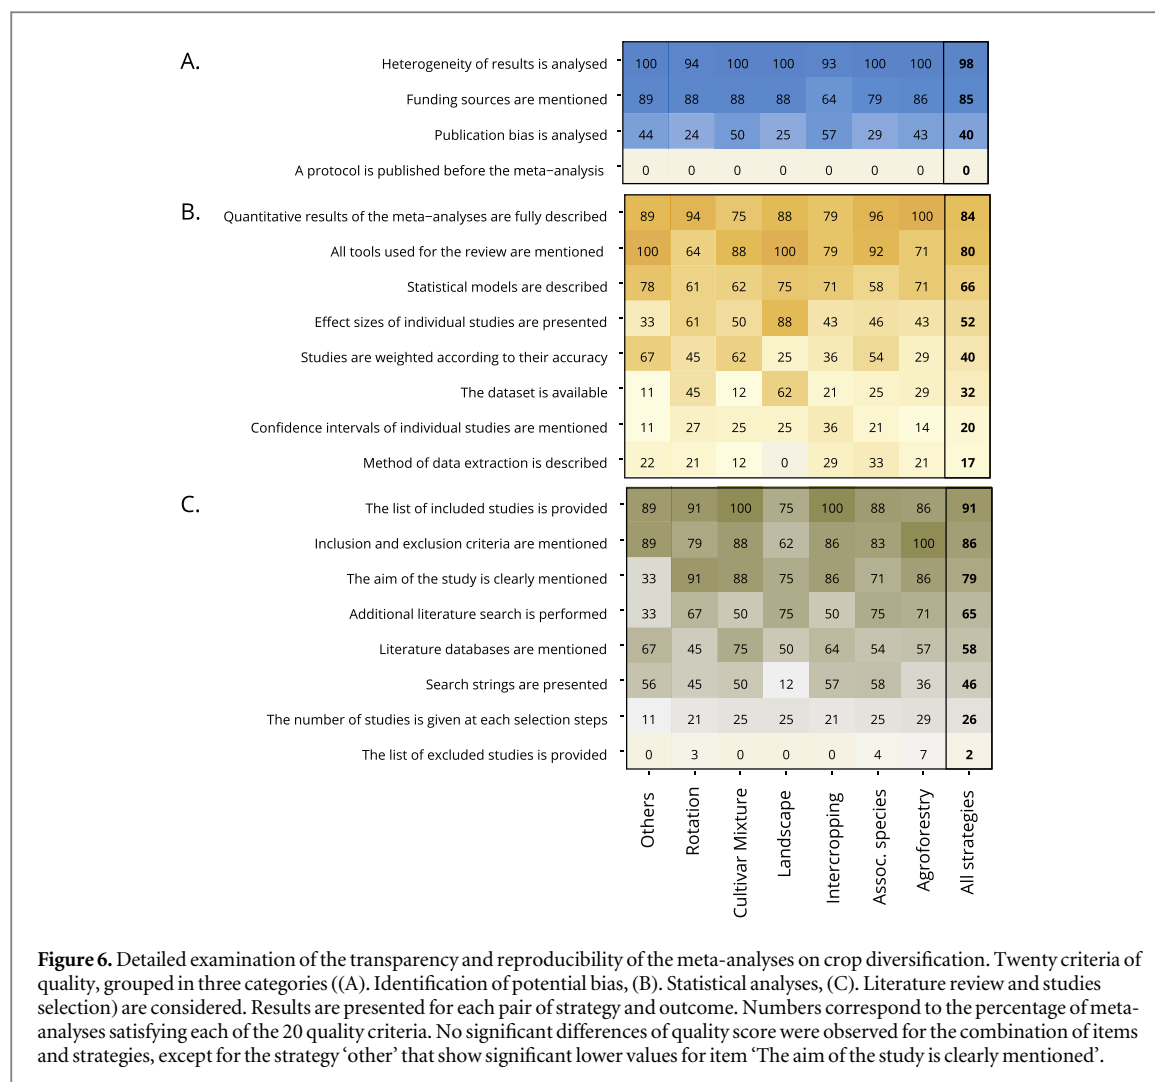 A.
Heterogeneity of results is analysed 100 94 100 100 93 100 100 98
Funding sources are mentioned 89 88 88 88 64 79 86 85
Publication bias is analysed 44 24 50 25 57 29 43 40
A protocol is published before the meta−analysis 0 0 0 0 0 0 0 0
B.
Quantitative results of the meta−analyses are fully described 89 94 75 88 79 96 100 84
All tools used for the review are mentioned 100 64 88 100 79 92 71 80
Statistical models are described 78 61 62 75 71 58 71 66
Effect sizes of individual studies are presented 33 61 50 88 43 46 43 52
Studies are weighted according to their accuracy 67 45 62 25 36 54 29 40
The dataset is available 11 45 12 62 21 25 29 32
Confidence intervals of individual studies are mentioned 11 27 25 25 36 21 14 20
Method of data extraction is described 22 21 12 0 29 33 21 17
C.
The list of included studies is provided 89 91 100 75 100 88 86 91
Inclusion and exclusion criteria are mentioned 89 79 88 62 86 83 100 86
The aim of the study is clearly mentioned 33 91 88 75 86 71 86 79
Additional literature search is performed 33 67 50 75 50 75 71 65
Literature databases are mentioned 67 45 75 50 64 54 57 58
Search strings are presented 56 45 50 12 57 58 36 46
The number of studies is given at each selection steps 11 21 25 25 21 25 29 26
The list of excluded studies is provided 0 3 0 0 0 4 7 2
Others
Rotation
Cultivar Mixture
Landscape
Intercropping
Assoc. species
Agroforestry
All strategies
Figure 6. Detailed examination of the transparency and reproducibility of the meta-analyses on crop diversification. Twenty criteria of
quality, grouped in three categories ((A). Identification of potential bias, (B). Statistical analyses, (C). Literature review and studies
selection) are considered. Results are presented for each pair of strategy and outcome. Numbers correspond to the percentage of meta-
analyses satisfying each of the 20 quality criteria. No significant differences of quality score were observed for the combination of items
and strategies, except for the strategy ‘other’ that show significant lower values for item ‘The aim of the study is clearly mentioned’.